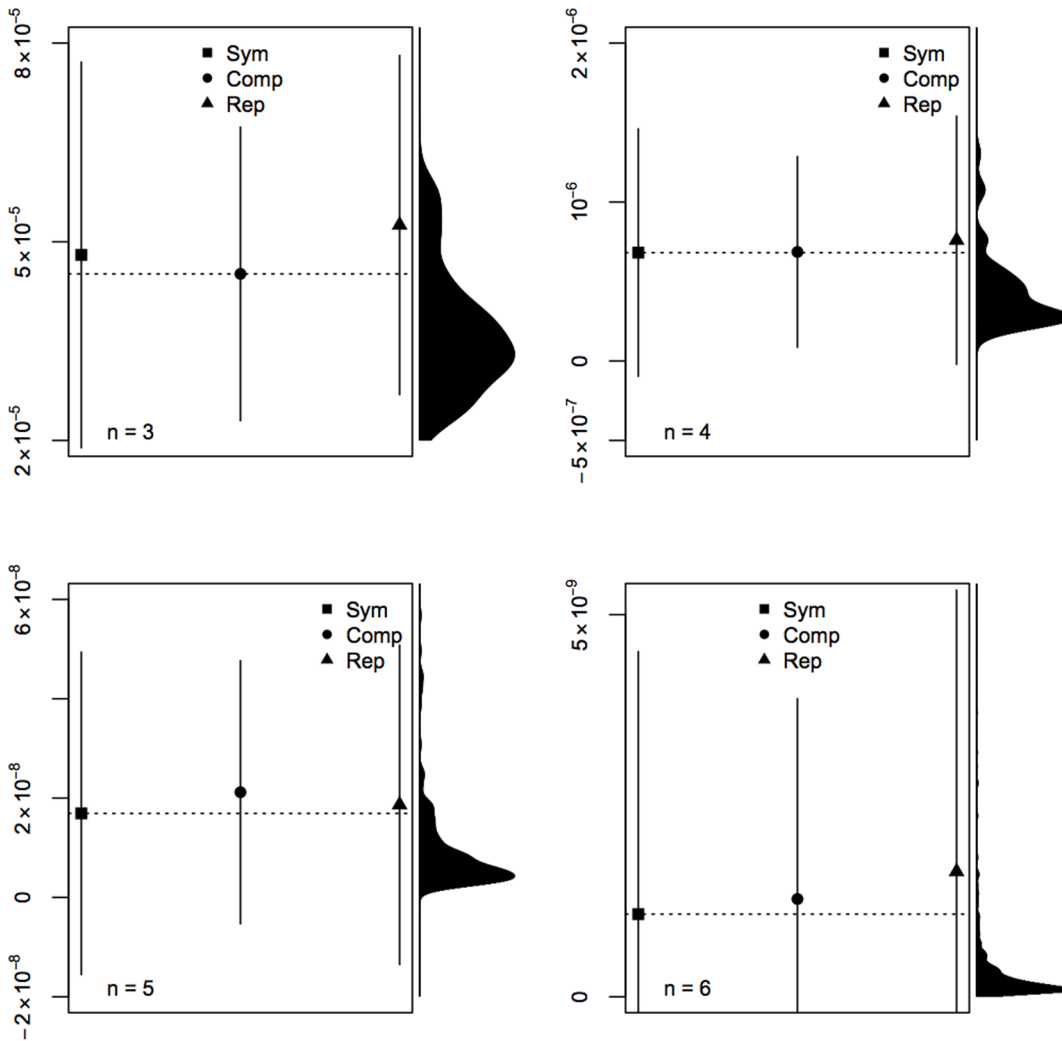 8×10⁻⁵
5×10⁻⁵
2×10⁻⁵
Sym
Comp
Rep
n = 3
2×10⁻⁶
10⁻⁶
0
−5×10⁻⁷
Sym
Comp
Rep
n = 4
6×10⁻⁸
2×10⁻⁸
0
−2×10⁻⁸
Sym
Comp
Rep
n = 5
5×10⁻⁹
0
Sym
Comp
Rep
n = 6